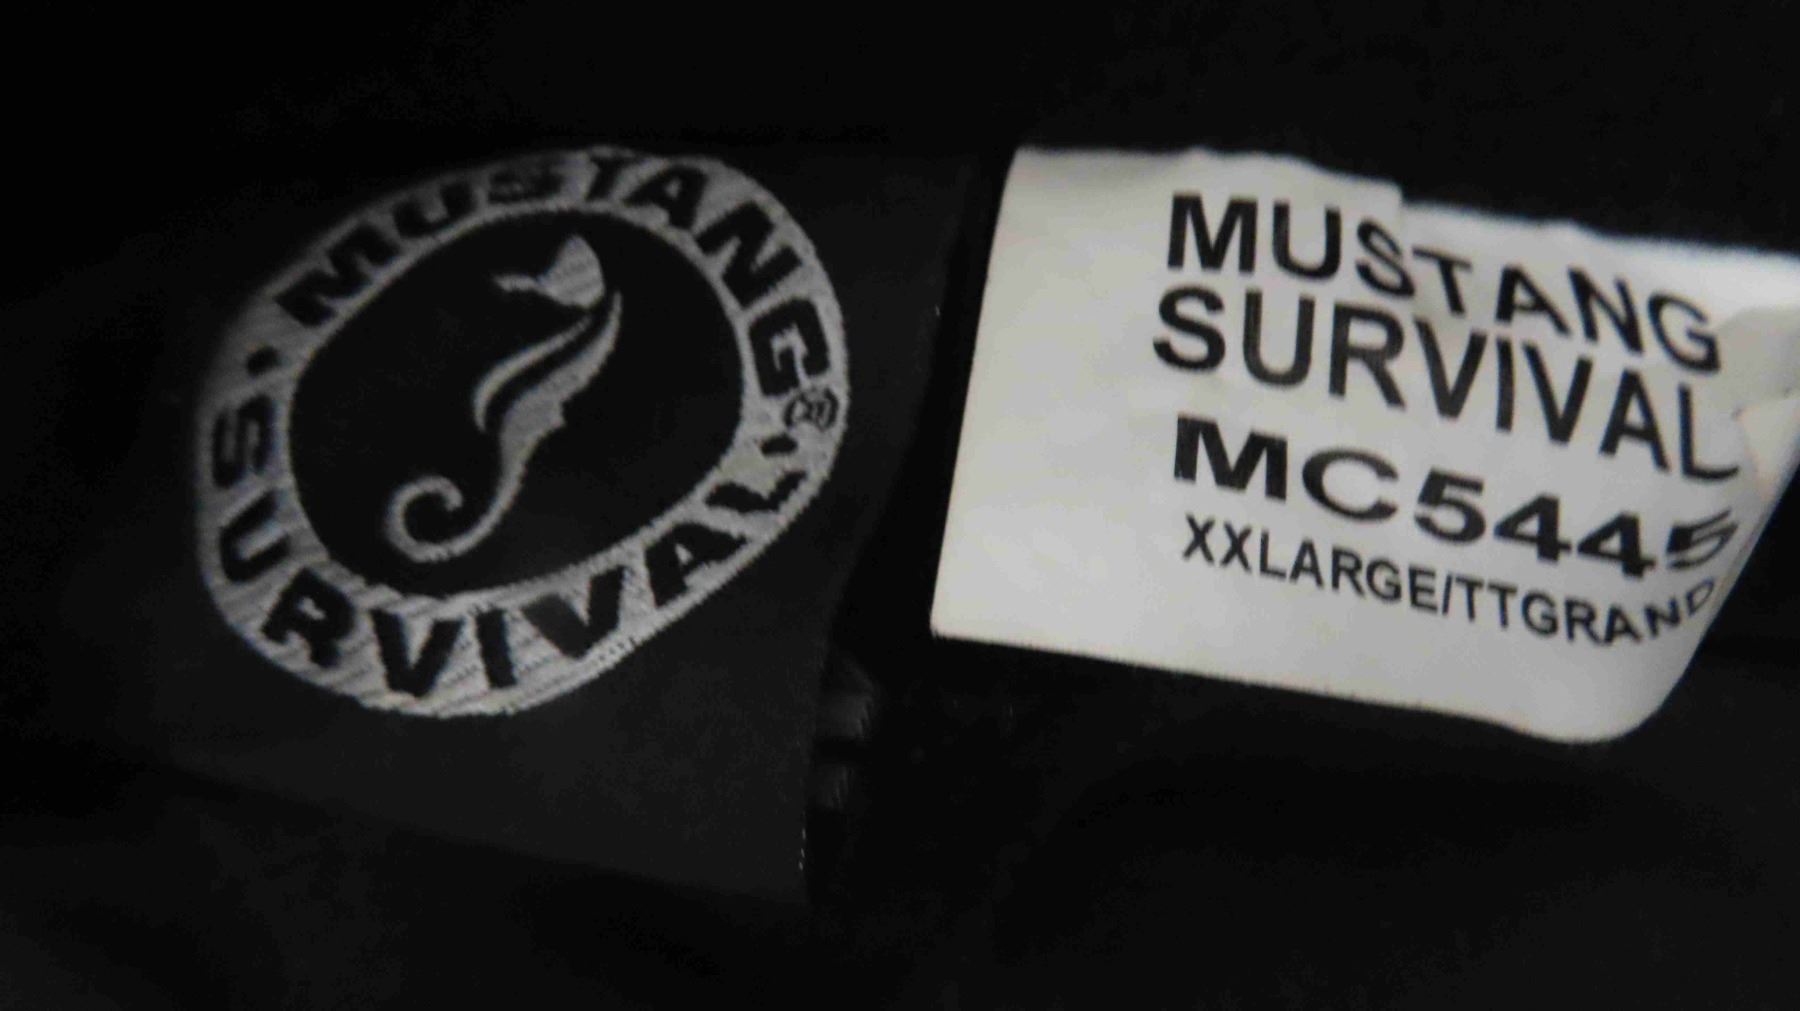 MUSTANG®
SURVIVAL
MUSTANG
SURVIVAL
MC5445
XXLARGE/TTGRAND